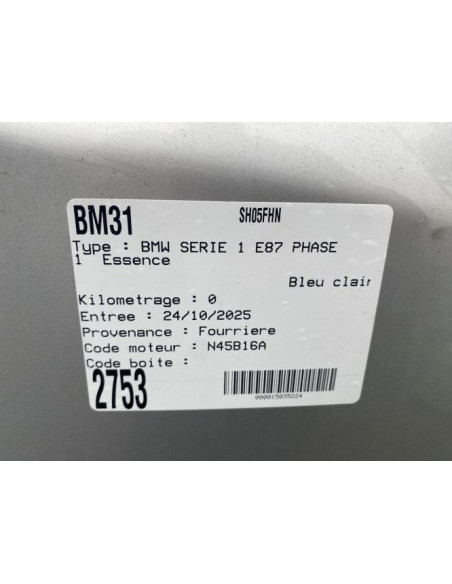 BM31 SH05FHN
Type : BMW SERIE 1 E87 PHASE
1 Essence
Bleu clair
Kilometrage : 0
Entree : 24/10/2025
Provenance : Fourriere
Code moteur : N45B16A
Code boite :
2753
000015035224